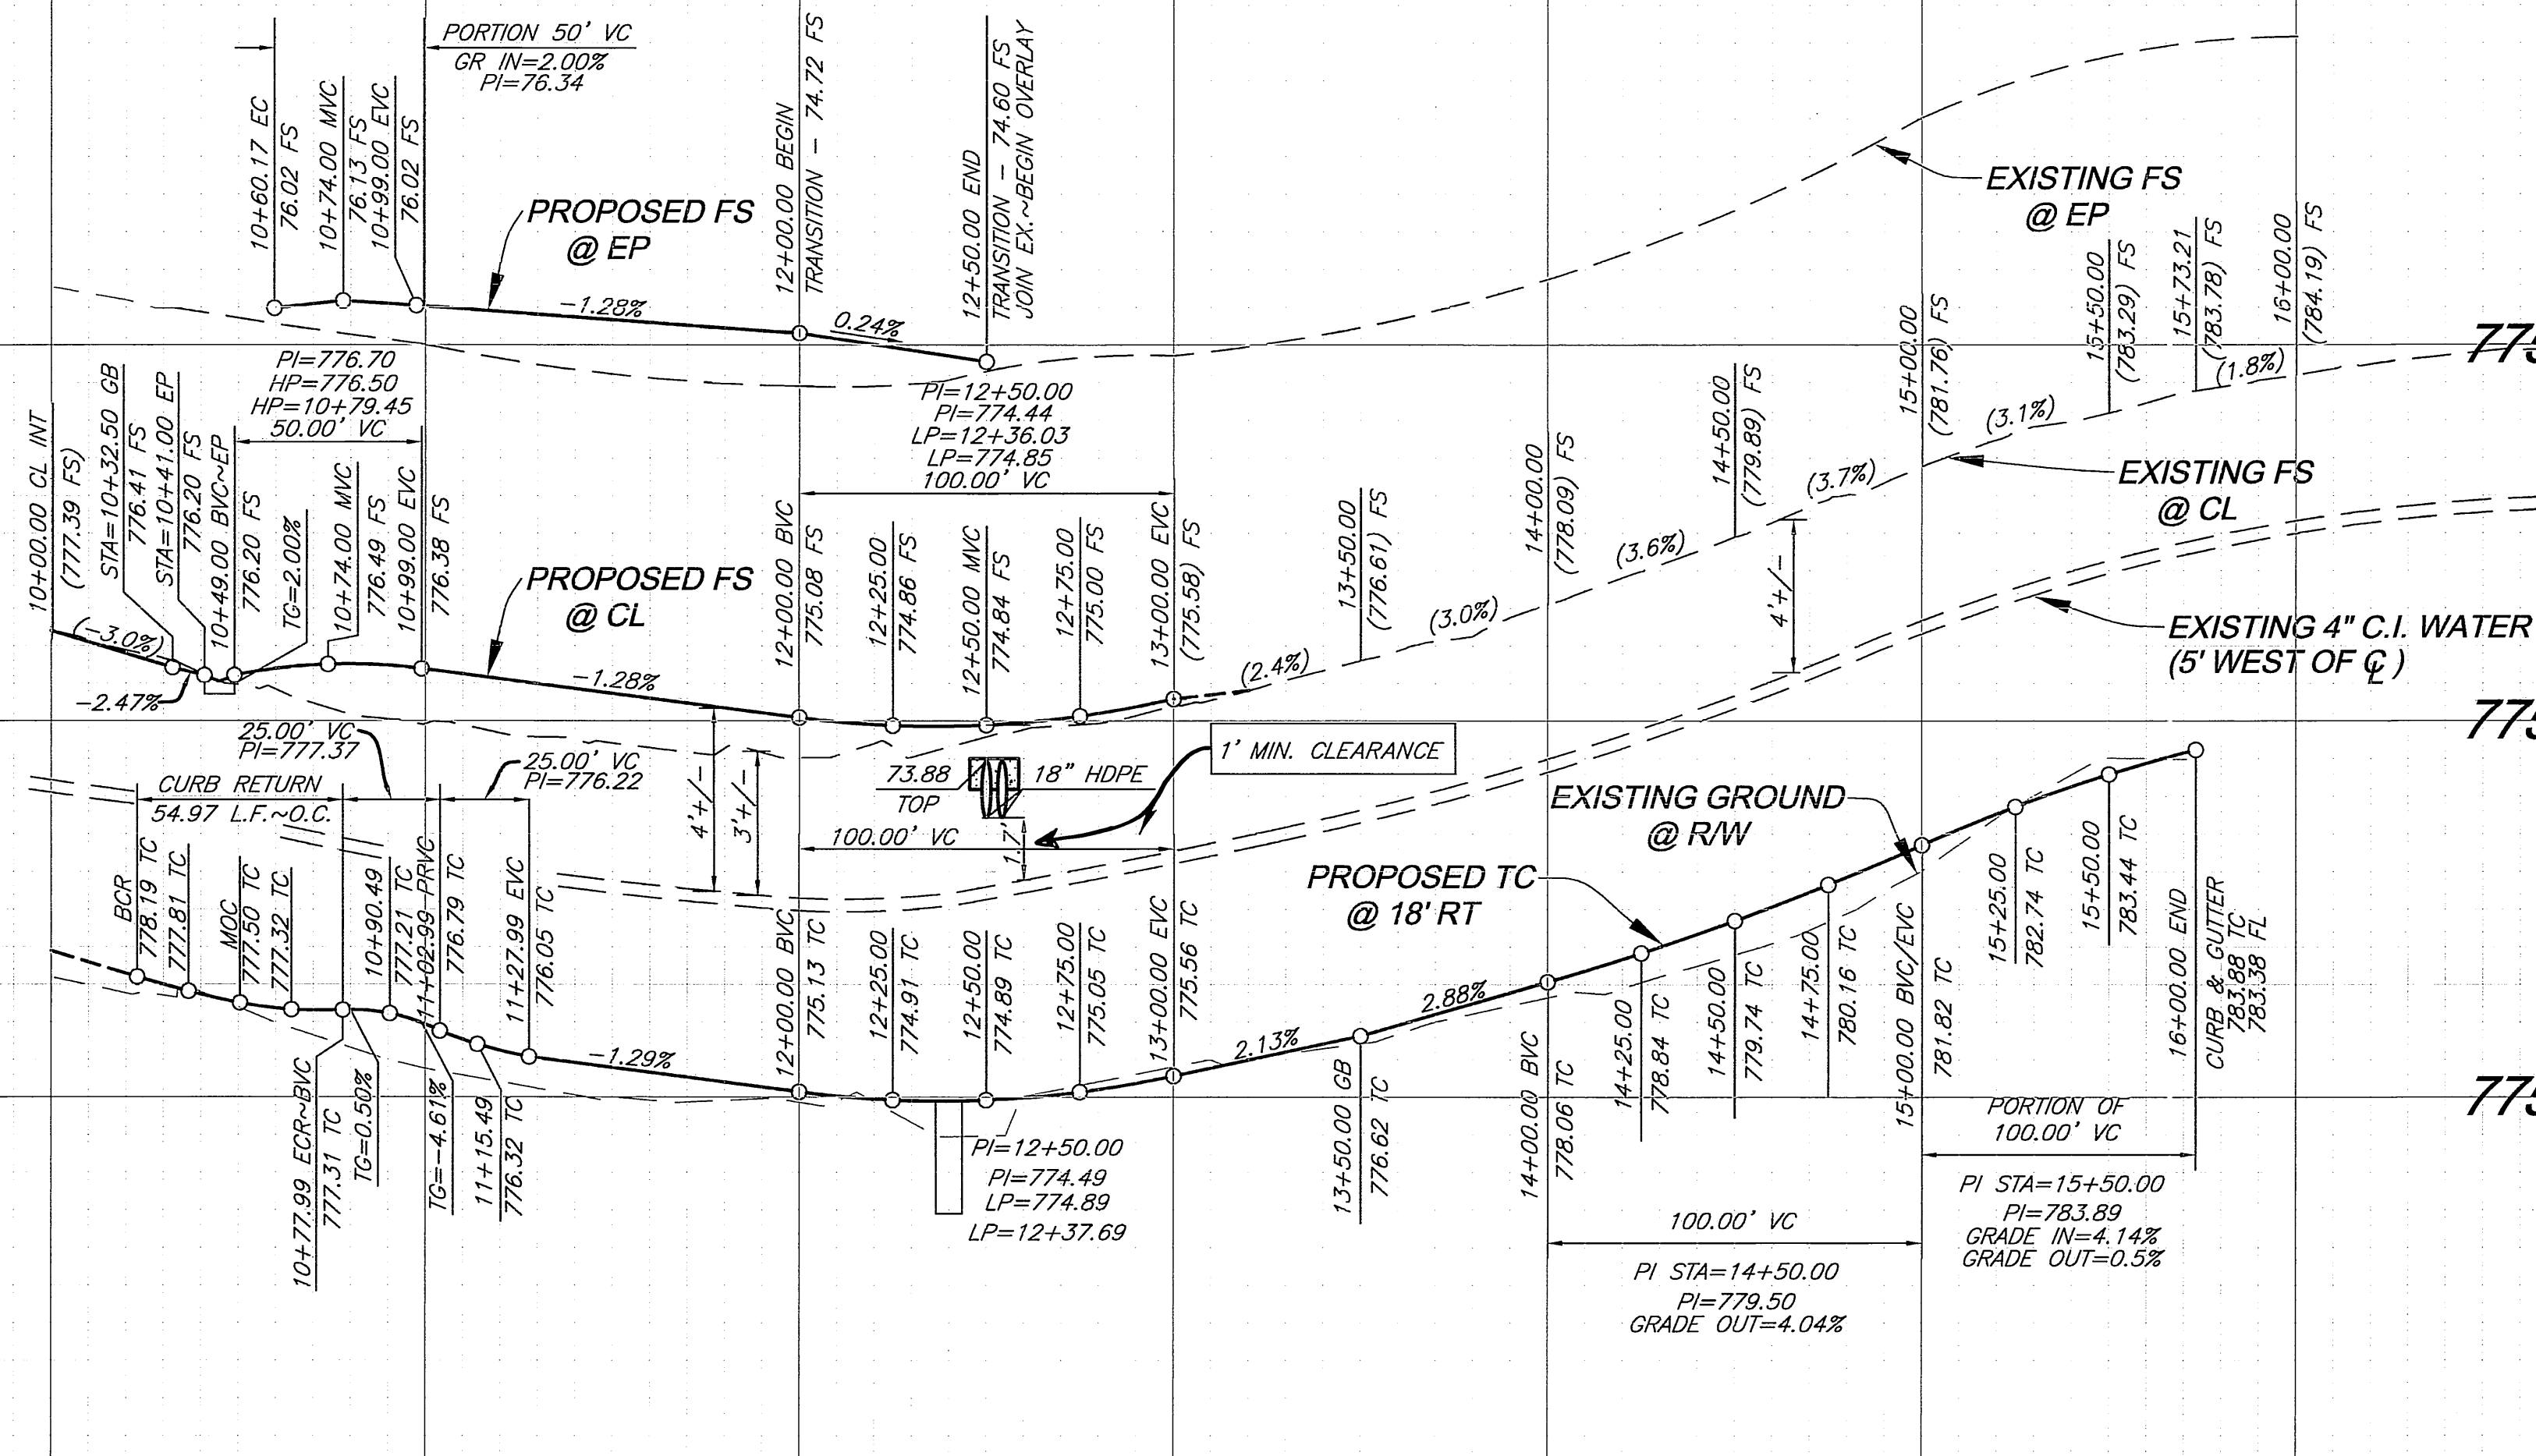 PORTION 50' VC
GR IN=2.00%
PI=76.34
10+60.17 EC
76.02 FS
10+74.00 MVC
76.13 FS
10+99.00 EVC
76.02 FS
PROPOSED FS
@ EP
-1.28%
12+00.00 BEGIN
TRANSITION - 74.72 FS
0.24%
12+50.00 END
TRANSITION - 74.60 FS
JOIN EX.~BEGIN OVERLAY
EXISTING FS
@ EP
775
10+00.00 CL INT
(777.39 FS)
STA=10+32.50 GB
776.41 FS
STA=10+41.00 EP
776.20 FS
10+49.00 BVC~EP
776.20 FS
PI=776.70
HP=776.50
HP=10+79.45
50.00' VC
TG=2.00%
10+74.00 MVC
776.49 FS
10+99.00 EVC
776.38 FS
(-3.0%)
-2.47%
PROPOSED FS
@ CL
-1.28%
12+00.00 BVC
775.08 FS
PI=12+50.00
PI=774.44
LP=12+36.03
LP=774.85
100.00' VC
12+25.00
774.86 FS
12+50.00 MVC
774.84 FS
12+75.00
775.00 FS
13+00.00 EVC
(775.58) FS
(2.4%)
13+50.00
(776.61) FS
(3.0%)
14+00.00
(778.09) FS
(3.6%)
14+50.00
(779.89) FS
(3.7%)
15+00.00
(781.76) FS
(3.1%)
15+50.00
(783.29) FS
15+73.21
(783.78) FS
(1.8%)
16+00.00
(784.19) FS
EXISTING FS
@ CL
4'+/-
EXISTING 4" C.I. WATER
(5' WEST OF ℄ )
775
25.00' VC
PI=777.37
25.00' VC
PI=776.22
CURB RETURN
54.97 L.F.~O.C.
4'+/-
3'+/-
73.88
TOP
18" HDPE
1' MIN. CLEARANCE
100.00' VC
1.7'
BCR
778.19 TC
777.81 TC
MOC
777.50 TC
777.32 TC
10+77.99 ECR~BVC
777.31 TC
TG=0.50%
10+90.49
777.21 TC
11+02.99 PRVC
776.79 TC
TG=-4.61%
11+15.49
776.32 TC
11+27.99 EVC
776.05 TC
-1.29%
12+00.00 BVC
775.13 TC
12+25.00
774.91 TC
12+50.00
774.89 TC
12+75.00
775.05 TC
13+00.00 EVC
775.56 TC
PI=12+50.00
PI=774.49
LP=774.89
LP=12+37.69
2.13%
13+50.00 GB
776.62 TC
2.88%
PROPOSED TC
@ 18' RT
EXISTING GROUND
@ R/W
14+00.00 BVC
778.06 TC
14+25.00
778.84 TC
14+50.00
779.74 TC
14+75.00
780.16 TC
15+00.00 BVC/EVC
781.82 TC
15+25.00
782.74 TC
15+50.00
783.44 TC
16+00.00 END
CURB & GUTTER
783.88 TC
783.38 FL
775
100.00' VC
PI STA=14+50.00
PI=779.50
GRADE OUT=4.04%
PORTION OF
100.00' VC
PI STA=15+50.00
PI=783.89
GRADE IN=4.14%
GRADE OUT=0.5%